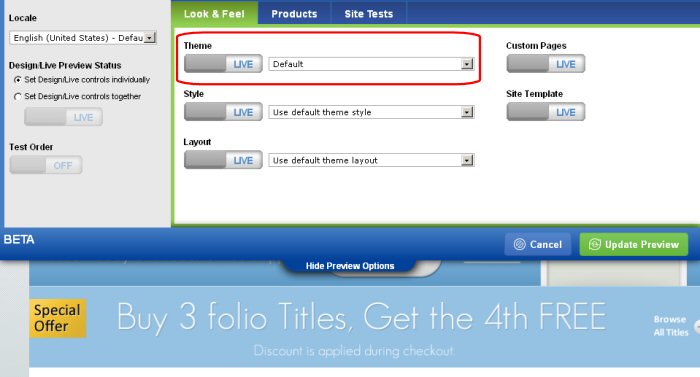 Locale
English (United States) - Defau
Design/Live Preview Status
Set Design/Live controls individually
Set Design/Live controls together
LIVE
Test Order
OFF
Look & Feel
Products
Site Tests
Theme
LIVE
Default
Style
LIVE
Use default theme style
Layout
LIVE
Use default theme layout
Custom Pages
LIVE
Site Template
LIVE
BETA
Cancel
Update Preview
Hide Preview Options
Special
Offer
Buy 3 folio Titles, Get the 4th FREE
Discount is applied during checkout.
Browse
All Titles